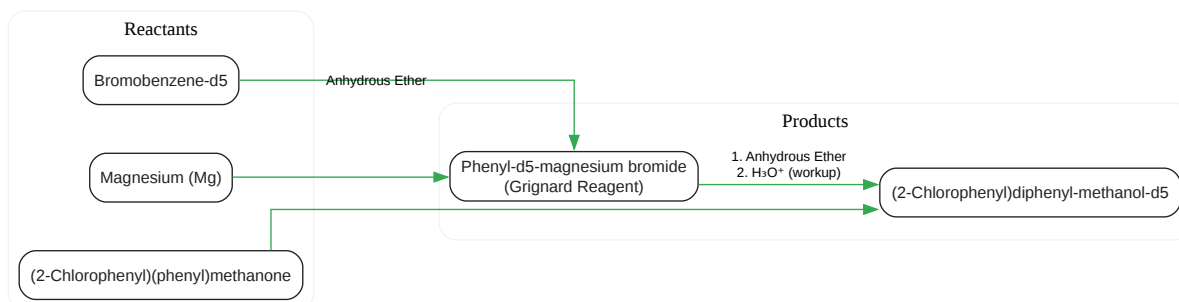 Reactants
Bromobenzene-d5
Anhydrous Ether
Products
Magnesium (Mg)
Phenyl-d5-magnesium bromide
(Grignard Reagent)
1. Anhydrous Ether
2. H₃O⁺ (workup)
(2-Chlorophenyl)diphenyl-methanol-d5
(2-Chlorophenyl)(phenyl)methanone